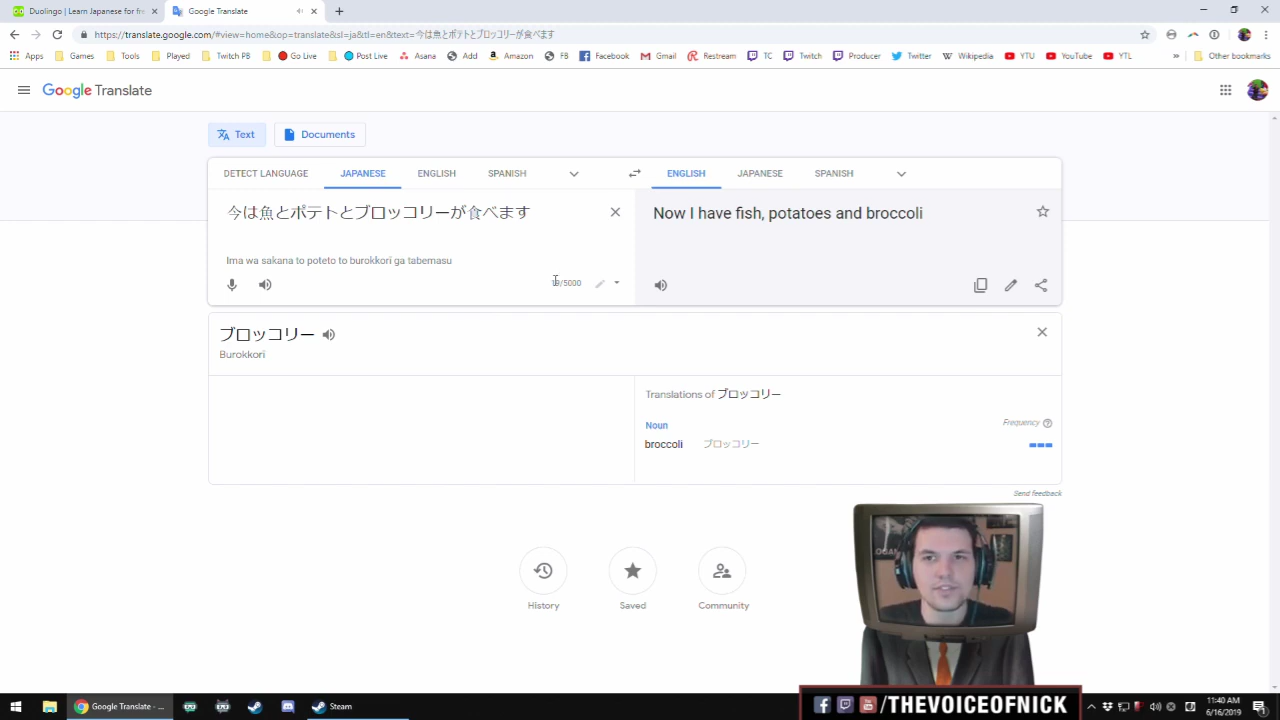 Duolingo | Learn Japanese for fre
Google Translate
https://translate.google.com/#view=home&op=translate&sl=ja&tl=en&text=今は魚とポテトとブロッコリーが食べます
Apps Games Tools Played Twitch PB Go Live Post Live Asana Add Amazon FB Facebook Gmail Restream TC Twitch Producer Twitter Wikipedia YTU YouTube YTL » Other bookmarks
Google Translate
Text Documents
DETECT LANGUAGE JAPANESE ENGLISH SPANISH ENGLISH JAPANESE SPANISH
今は魚とポテトとブロッコリーが食べます
Now I have fish, potatoes and broccoli
Ima wa sakana to poteto to burokkori ga tabemasu
19/5000
ブロッコリー
Burokkori
Translations of ブロッコリー
Noun Frequency
broccoli ブロッコリー
Send feedback
History Saved Community
/THEVOICEOFNICK
Google Translate - ...
Steam
11:40 AM
6/16/2019